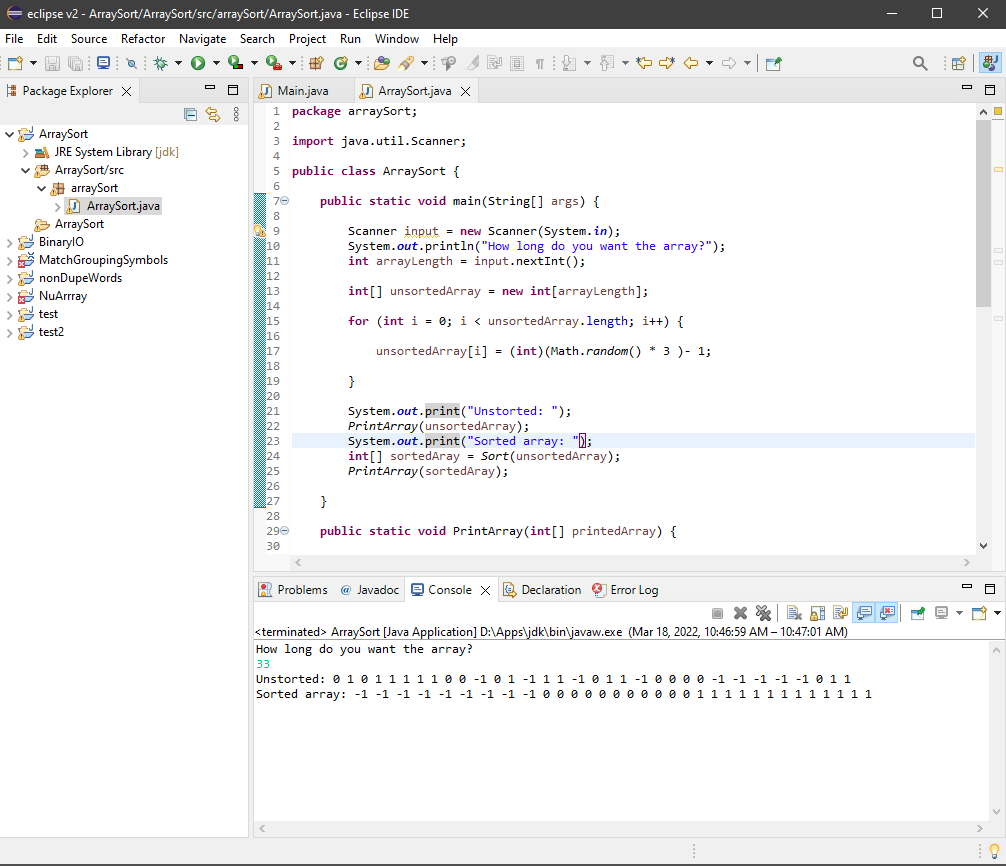 eclipse v2 - ArraySort/ArraySort/src/arraySort/ArraySort.java - Eclipse IDE
File Edit Source Refactor Navigate Search Project Run Window Help
Package Explorer
ArraySort
JRE System Library [jdk]
ArraySort/src
arraySort
ArraySort.java
ArraySort
BinaryIO
MatchGroupingSymbols
nonDupeWords
NuArrray
test
test2
Main.java ArraySort.java
1 package arraySort;
2
3 import java.util.Scanner;
4
5 public class ArraySort {
6
7 public static void main(String[] args) {
8
9 Scanner input = new Scanner(System.in);
10 System.out.println("How long do you want the array?");
11 int arrayLength = input.nextInt();
12
13 int[] unsortedArray = new int[arrayLength];
14
15 for (int i = 0; i < unsortedArray.length; i++) {
16
17 unsortedArray[i] = (int)(Math.random() * 3 )- 1;
18
19 }
20
21 System.out.print("Unstorted: ");
22 PrintArray(unsortedArray);
23 System.out.print("Sorted array: ");
24 int[] sortedAray = Sort(unsortedArray);
25 PrintArray(sortedAray);
26
27 }
28
29 public static void PrintArray(int[] printedArray) {
30
Problems Javadoc Console Declaration Error Log
<terminated> ArraySort [Java Application] D:\Apps\jdk\bin\javaw.exe (Mar 18, 2022, 10:46:59 AM – 10:47:01 AM)
How long do you want the array?
33
Unstorted: 0 1 0 1 1 1 1 1 0 0 -1 0 1 -1 1 1 -1 0 1 1 -1 0 0 0 0 -1 -1 -1 -1 -1 0 1 1
Sorted array: -1 -1 -1 -1 -1 -1 -1 -1 -1 0 0 0 0 0 0 0 0 0 0 0 1 1 1 1 1 1 1 1 1 1 1 1 1